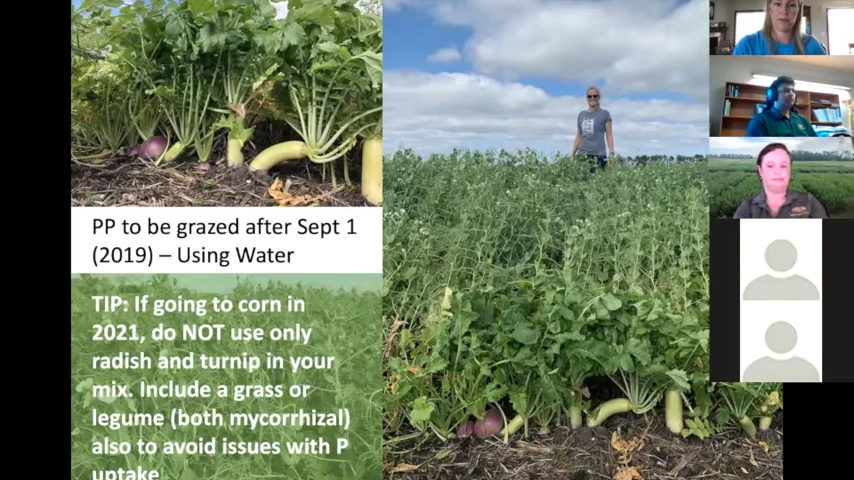 PP to be grazed after Sept 1
(2019) – Using Water
TIP: If going to corn in
2021, do NOT use only
radish and turnip in your
mix. Include a grass or
legume (both mycorrhizal)
also to avoid issues with P
uptake